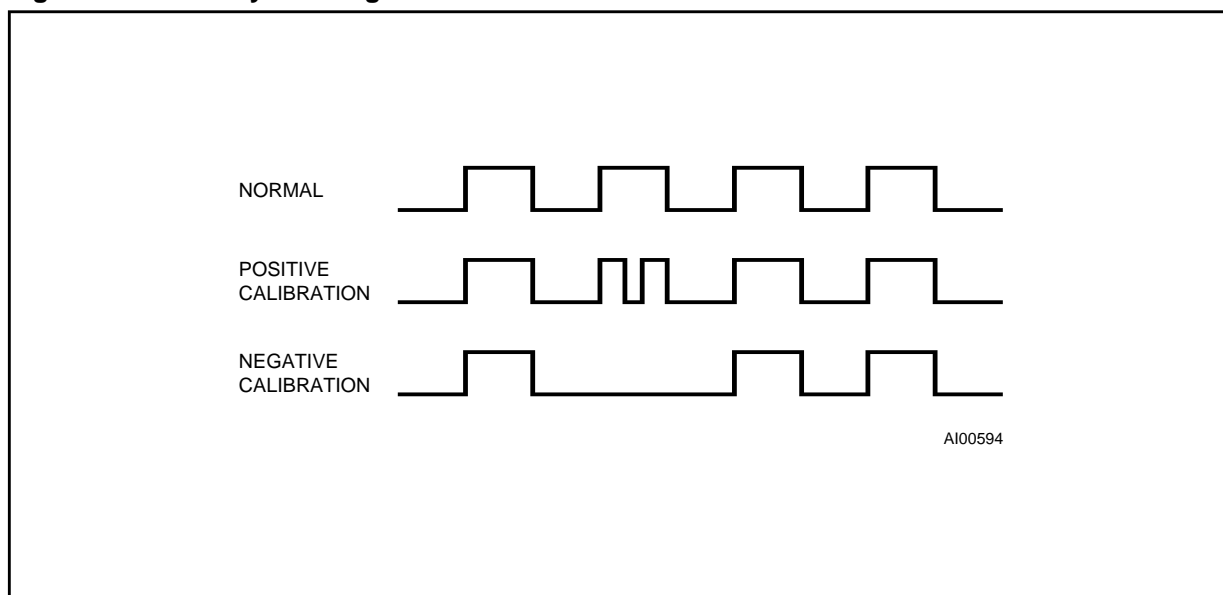 NORMAL
POSITIVE
CALIBRATION
NEGATIVE
CALIBRATION
AI00594